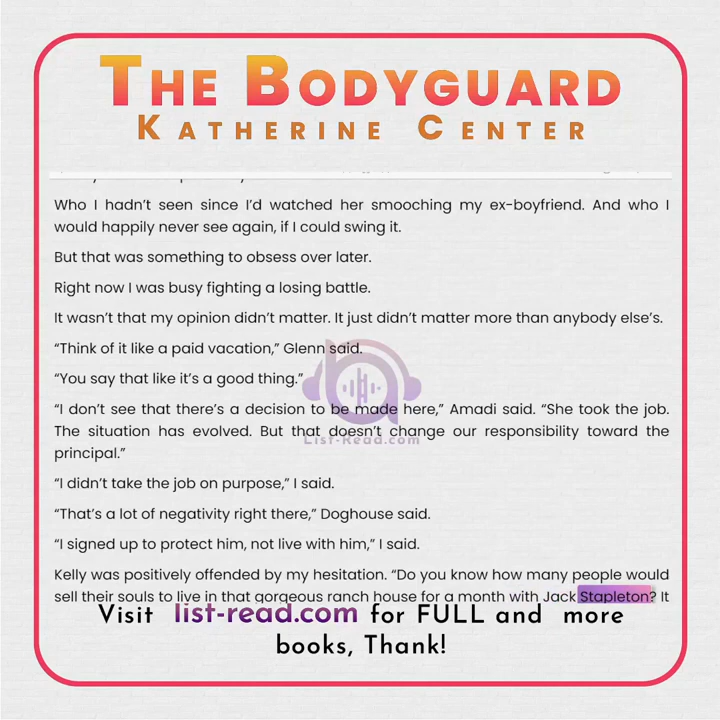 THE BODYGUARD
KATHERINE CENTER
Who I hadn’t seen since I’d watched her smooching my ex-boyfriend. And who I
would happily never see again, if I could swing it.
But that was something to obsess over later.
Right now I was busy fighting a losing battle.
It wasn’t that my opinion didn’t matter. It just didn’t matter more than anybody else’s.
“Think of it like a paid vacation,” Glenn said.
“You say that like it’s a good thing.”
“I don’t see that there’s a decision to be made here,” Amadi said. “She took the job.
The situation has evolved. But that doesn’t change our responsibility toward the
List-Read.com
principal.”
“I didn’t take the job on purpose,” I said.
“That’s a lot of negativity right there,” Doghouse said.
“I signed up to protect him, not live with him,” I said.
Kelly was positively offended by my hesitation. “Do you know how many people would
sell their souls to live in that gorgeous ranch house for a month with Jack Stapleton? It
Visit list-read.com for FULL and more
books, Thank!